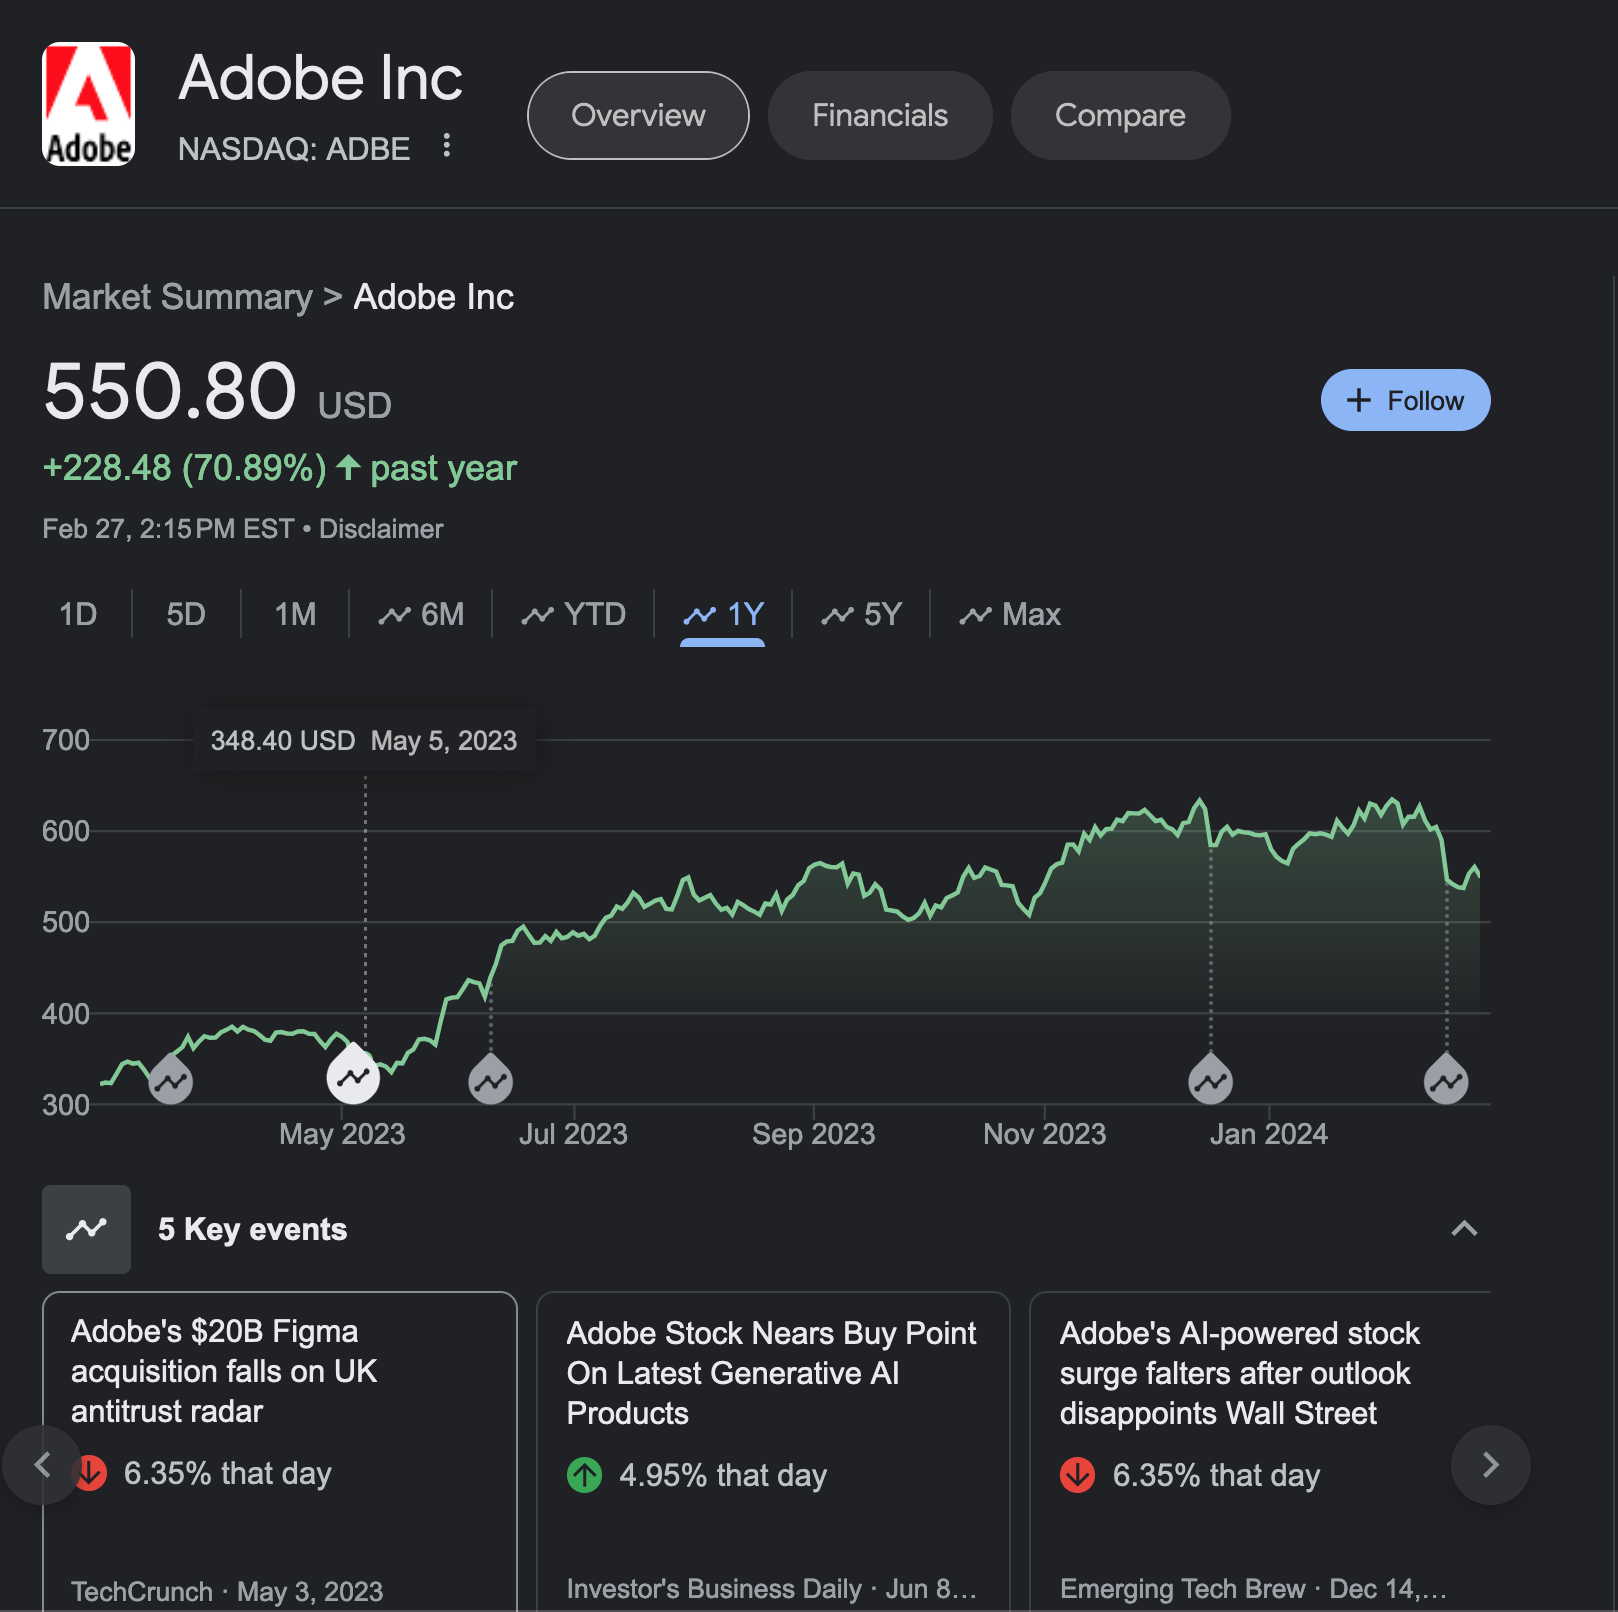 Adobe
Adobe Inc
NASDAQ: ADBE
Overview
Financials
Compare
Market Summary > Adobe Inc
550.80 USD
+ Follow
+228.48 (70.89%) past year
Feb 27, 2:15 PM EST • Disclaimer
1D
5D
1M
6M
YTD
1Y
5Y
Max
348.40 USD May 5, 2023
700
600
500
400
300
May 2023
Jul 2023
Sep 2023
Nov 2023
Jan 2024
5 Key events
Adobe's $20B Figma
acquisition falls on UK
antitrust radar
6.35% that day
TechCrunch · May 3, 2023
Adobe Stock Nears Buy Point
On Latest Generative AI
Products
4.95% that day
Investor's Business Daily · Jun 8...
Adobe's AI-powered stock
surge falters after outlook
disappoints Wall Street
6.35% that day
Emerging Tech Brew · Dec 14,...